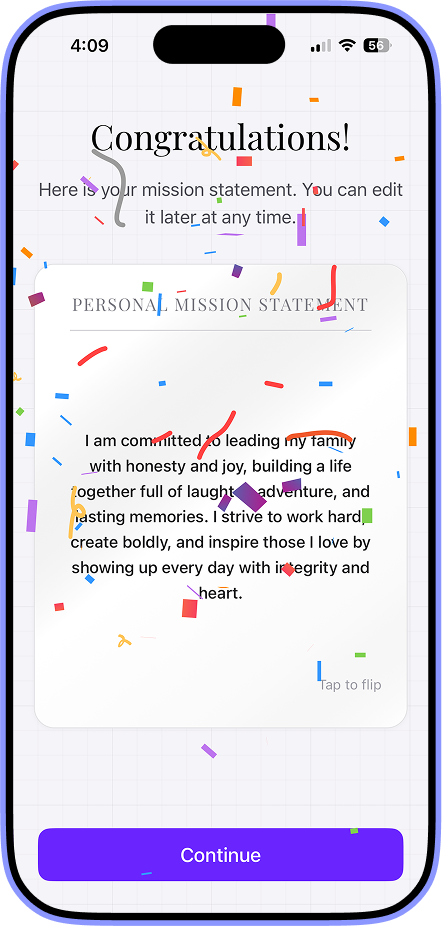 4:09
56
Congratulations!
Here is your mission statement. You can edit
it later at any time.
PERSONAL MISSION STATEMENT
I am committed to leading my family
with honesty and joy, building a life
together full of laughter, adventure, and
lasting memories. I strive to work hard,
create boldly, and inspire those I love by
showing up every day with integrity and
heart.
Tap to flip
Continue